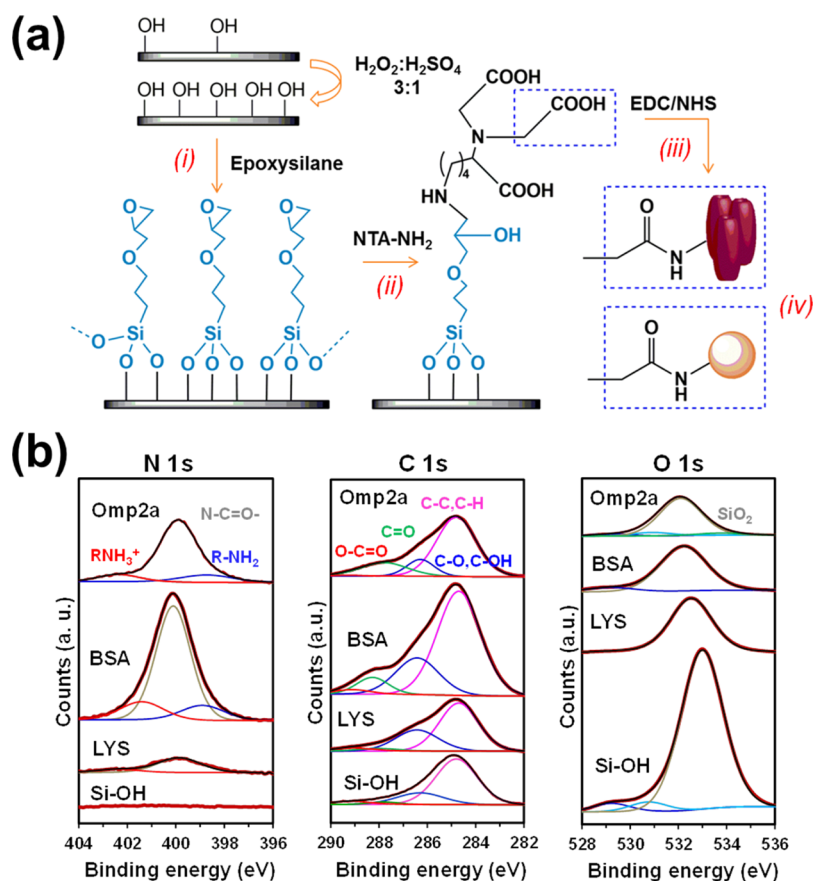 (a)
OH OH
OH OH OH OH OH
H2O2:H2SO4
3:1
(i)
Epoxysilane
O O O
O O O
Si Si Si
O
O O O O O O O O O
NTA-NH2
(ii)
COOH
COOH
N
4
COOH
HN
OH
O
Si
O O O
EDC/NHS
(iii)
O
N
H
(iv)
O
N
H
(b)
N 1s
Omp2a
N-C=O-
RNH3+
R-NH2
BSA
LYS
Si-OH
Counts (a. u.)
404 402 400 398 396
Binding energy (eV)
C 1s
Omp2a
C-C,C-H
C=O
O-C=O
C-O,C-OH
BSA
LYS
Si-OH
Counts (a.u.)
290 288 286 284 282
Binding energy (eV)
O 1s
Omp2a
SiO2
BSA
LYS
Si-OH
Counts (a.u.)
528 530 532 534 536
Binding energy (eV)